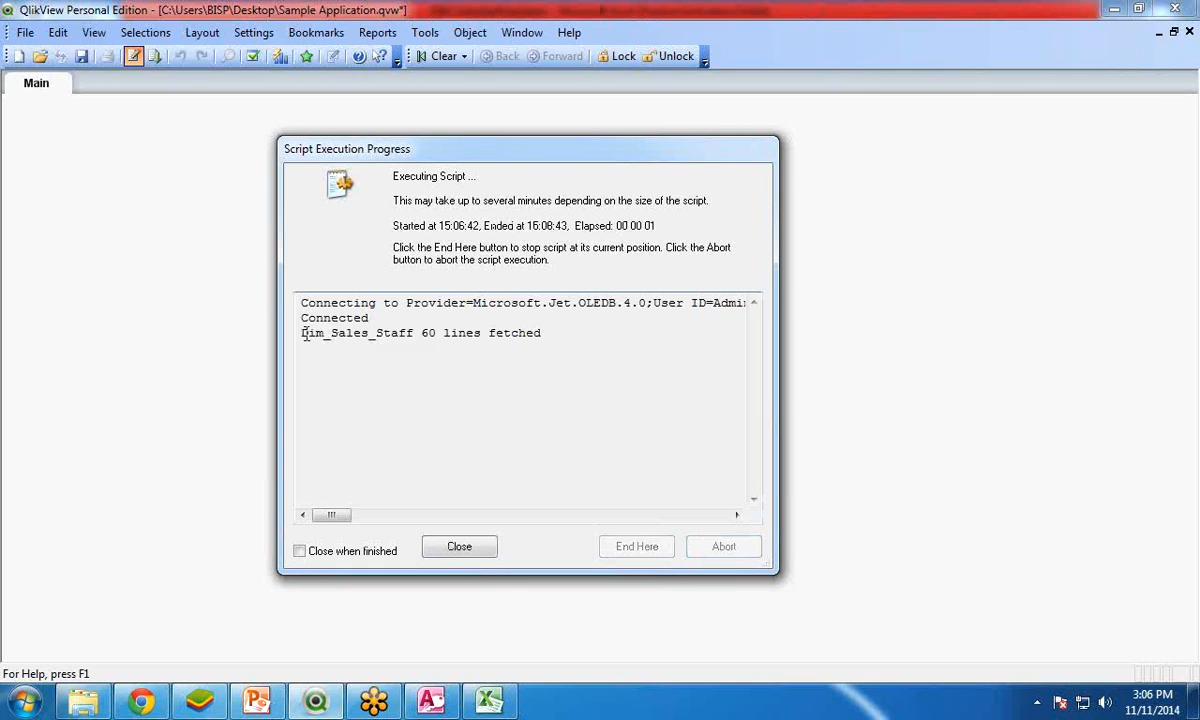 QlikView Personal Edition - [C:\Users\BISP\Desktop\Sample Application.qvw*]
File Edit View Selections Layout Settings Bookmarks Reports Tools Object Window Help
Clear Back Forward Lock Unlock
Main
Script Execution Progress
Executing Script ...
This may take up to several minutes depending on the size of the script.
Started at 15:06:42, Ended at 15:06:43, Elapsed: 00 00 01
Click the End Here button to stop script at its current position. Click the Abort
button to abort the script execution.
Connecting to Provider=Microsoft.Jet.OLEDB.4.0;User ID=Admin
Connected
Dim_Sales_Staff 60 lines fetched
Close when finished Close End Here Abort
For Help, press F1
3:06 PM
11/11/2014